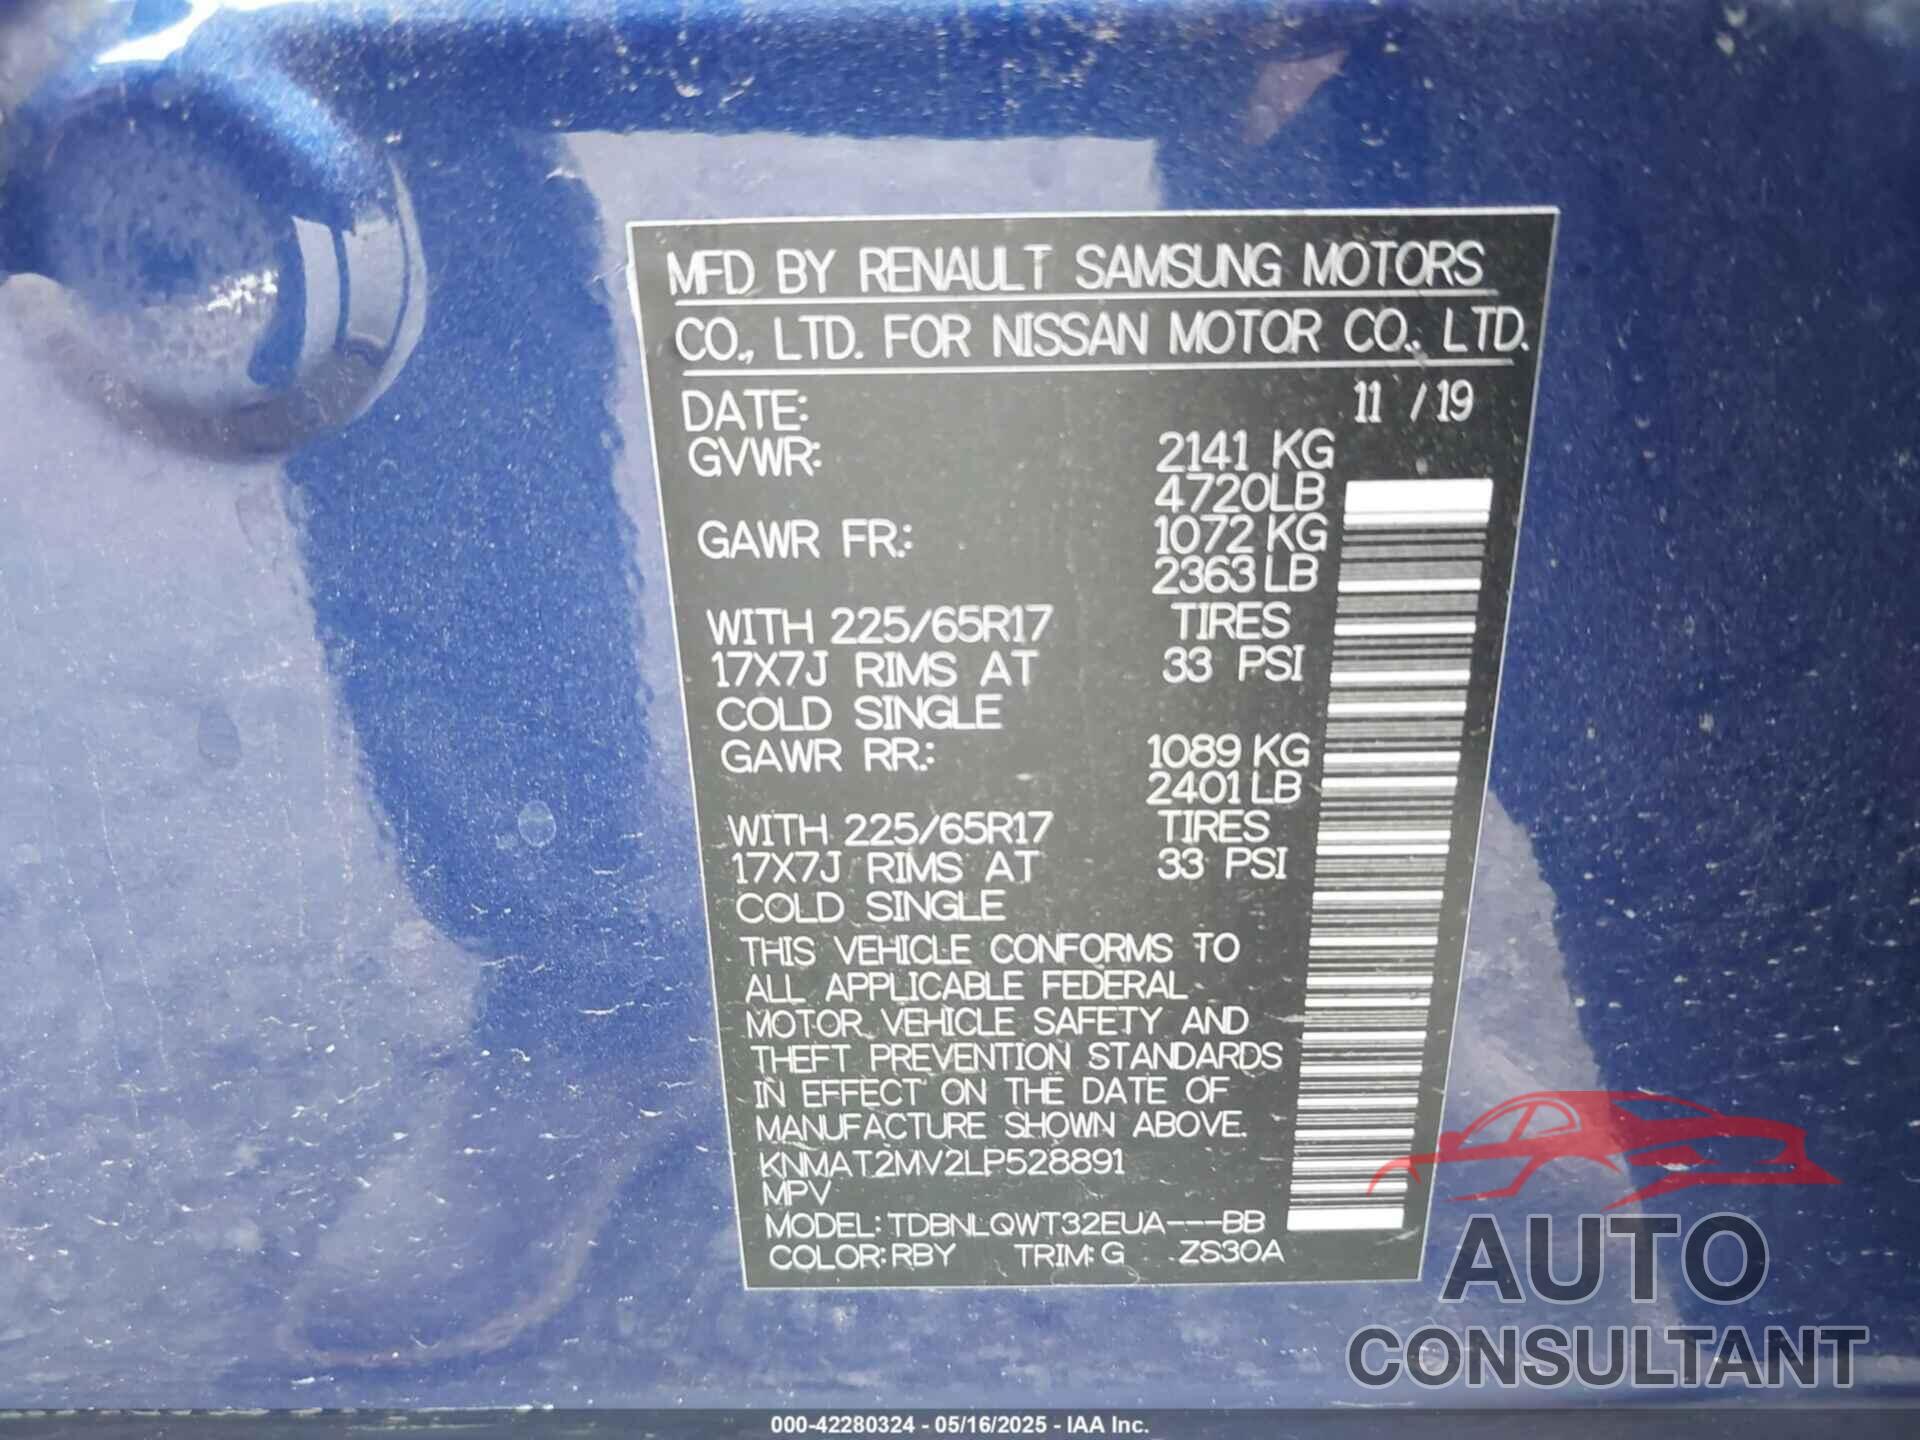 MFD BY RENAULT SAMSUNG MOTORS
CO., LTD. FOR NISSAN MOTOR CO., LTD.
DATE: 11 / 19
GVWR: 2141 KG
4720LB
GAWR FR.: 1072 KG
2363 LB
WITH 225/65R17 TIRES
17X7J RIMS AT 33 PSI
COLD SINGLE
GAWR RR.: 1089 KG
2401 LB
WITH 225/65R17 TIRES
17X7J RIMS AT 33 PSI
COLD SINGLE
THIS VEHICLE CONFORMS TO
ALL APPLICABLE FEDERAL
MOTOR VEHICLE SAFETY AND
THEFT PREVENTION STANDARDS
IN EFFECT ON THE DATE OF
MANUFACTURE SHOWN ABOVE.
KNMAT2MV2LP528891
MPV
MODEL: TDBNLQWT32EUA---BB
COLOR: RBY TRIM: G ZS30A
AUTO
CONSULTANT
000-42280324 - 05/16/2025 - IAA Inc.